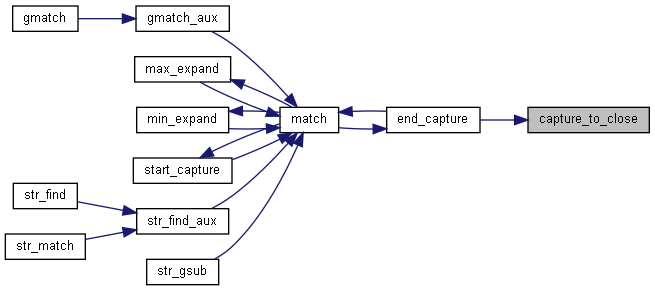 gmatch
gmatch_aux
max_expand
min_expand
match
end_capture
capture_to_close
start_capture
str_find
str_find_aux
str_match
str_gsub